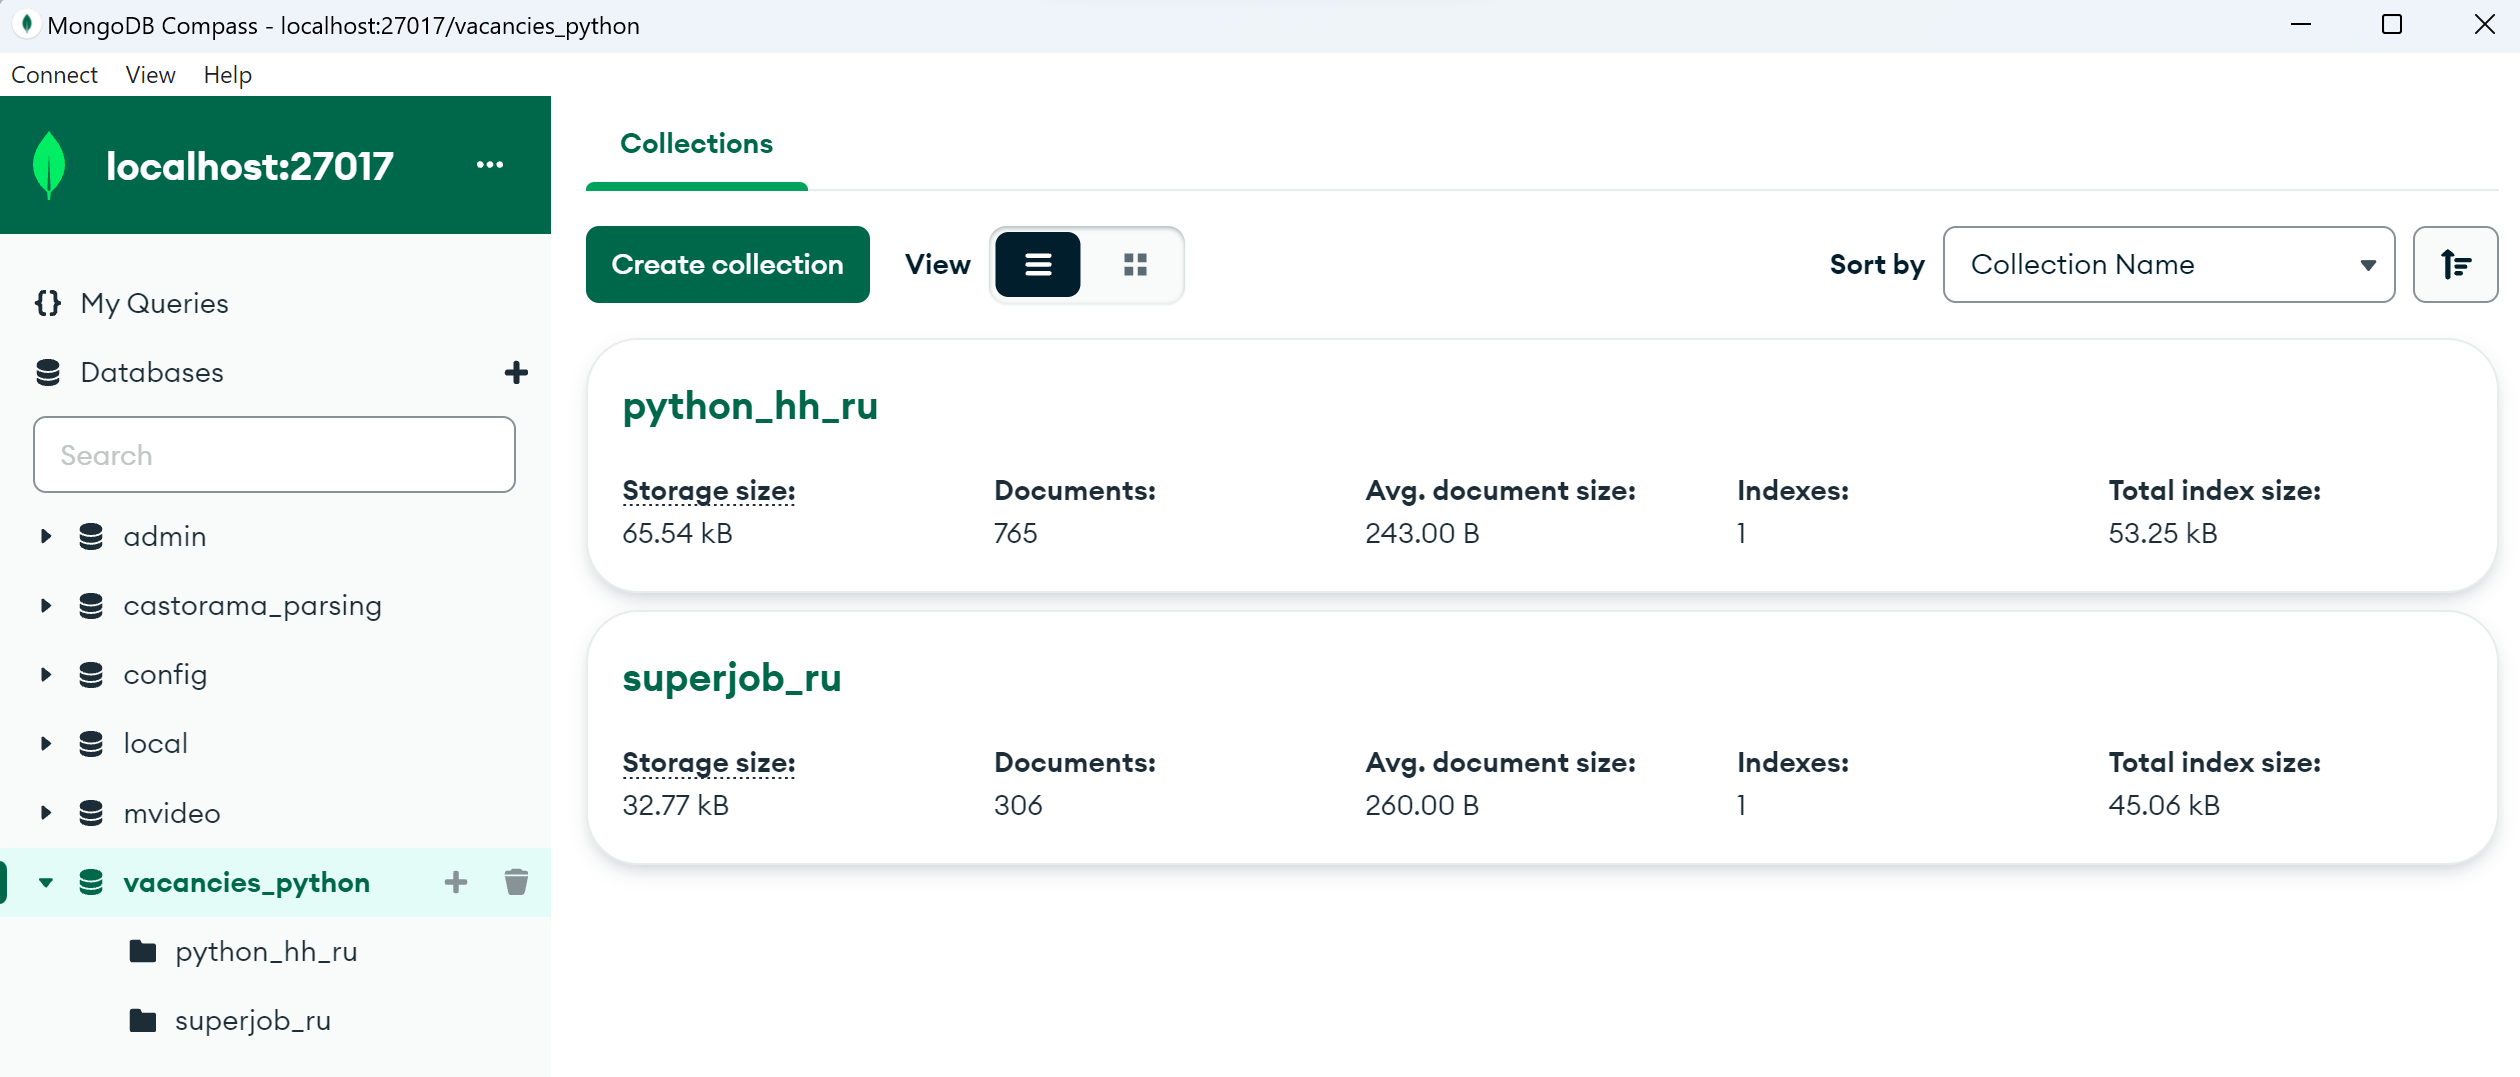 MongoDB Compass - localhost:27017/vacancies_python
Connect View Help
localhost:27017
My Queries
Databases
Search
admin
castorama_parsing
config
local
mvideo
vacancies_python
python_hh_ru
superjob_ru
Collections
Create collection
View
Sort by
Collection Name
python_hh_ru
Storage size: Documents: Avg. document size: Indexes: Total index size:
65.54 kB 765 243.00 B 1 53.25 kB
superjob_ru
Storage size: Documents: Avg. document size: Indexes: Total index size:
32.77 kB 306 260.00 B 1 45.06 kB